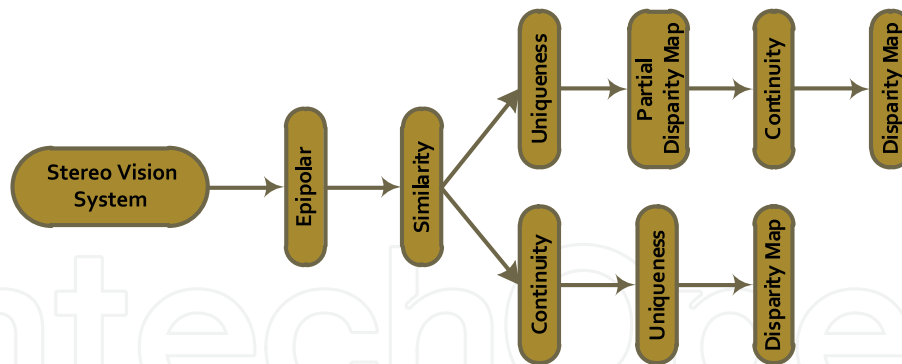 Stereo Vision
System
Epipolar
Similarity
Uniqueness
Partial
Disparity Map
Continuity
Disparity Map
Continuity
Uniqueness
Disparity Map